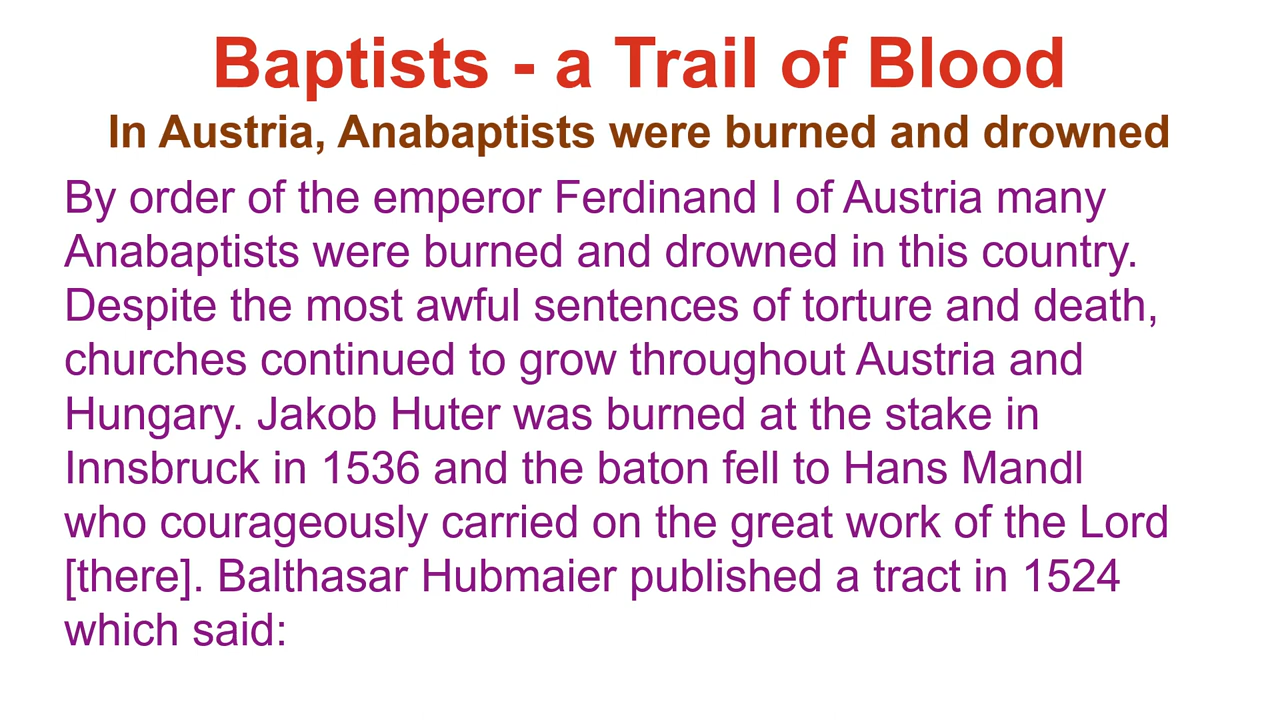 Baptists - a Trail of Blood
In Austria, Anabaptists were burned and drowned
By order of the emperor Ferdinand I of Austria many
Anabaptists were burned and drowned in this country.
Despite the most awful sentences of torture and death,
churches continued to grow throughout Austria and
Hungary. Jakob Huter was burned at the stake in
Innsbruck in 1536 and the baton fell to Hans Mandl
who courageously carried on the great work of the Lord
[there]. Balthasar Hubmaier published a tract in 1524
which said: